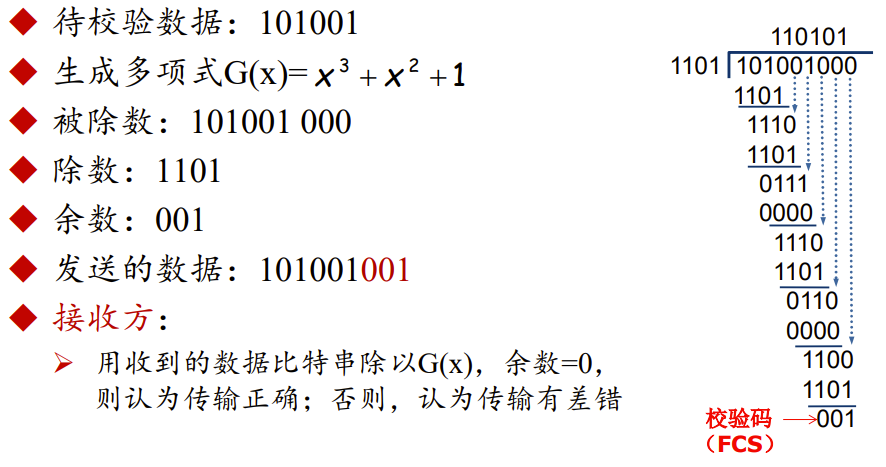 待校验数据：101001
生成多项式G(x)= x³ + x² + 1
被除数：101001 000
除数：1101
余数：001
发送的数据：101001001
接收方：
用收到的数据比特串除以G(x)，余数=0，
则认为传输正确；否则，认为传输有差错
110101
1101 101001000
1101
1110
1101
0111
0000
1110
1101
0110
0000
1100
1101
001
校验码
（FCS）